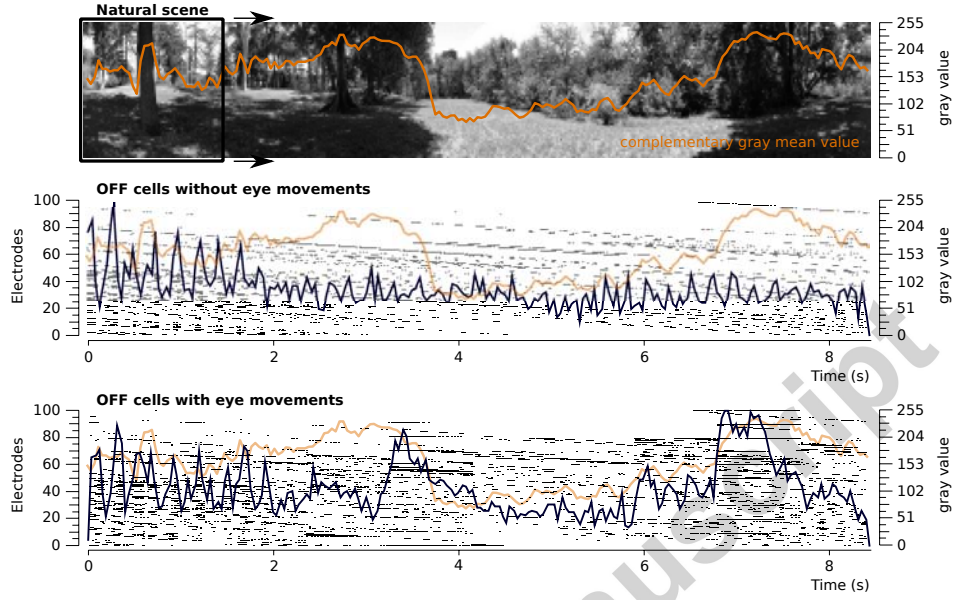 Natural scene
255
204
153
102
51
0
gray value
complementary gray mean value
OFF cells without eye movements
100
80
60
40
20
0
Electrodes
255
204
153
102
51
0
gray value
0 2 4 6 8
Time (s)
OFF cells with eye movements
100
80
60
40
20
0
Electrodes
255
204
153
102
51
0
gray value
0 2 4 6 8
Time (s)
uscript